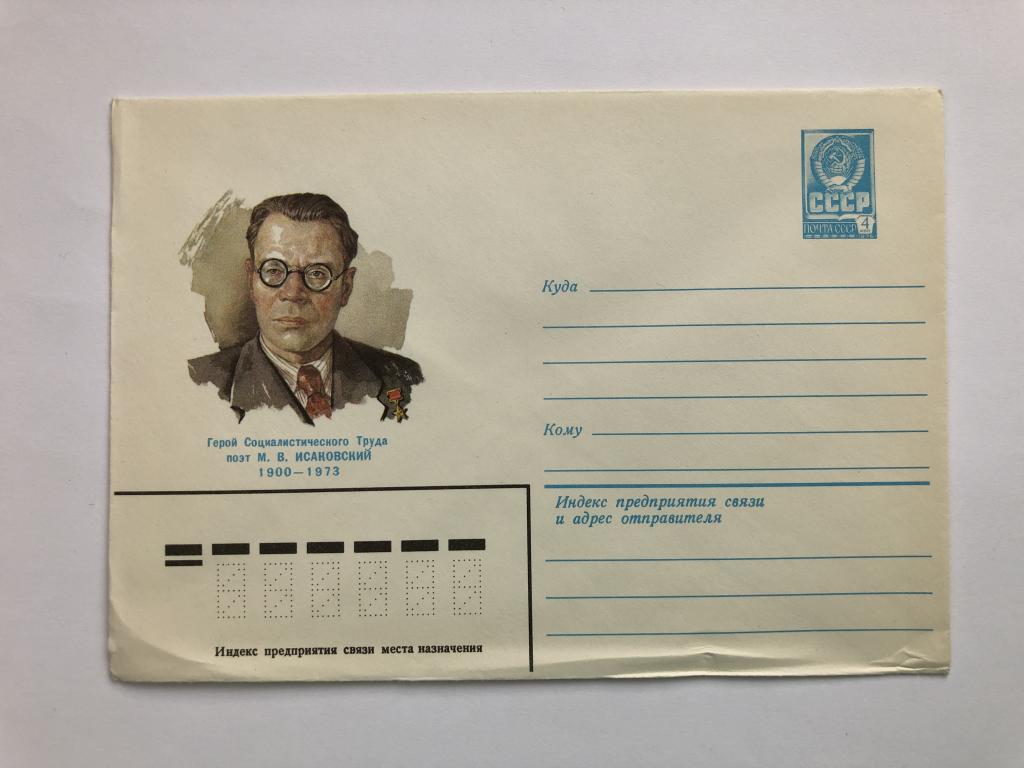 СССР
ПОЧТА СССР 4
Куда
Кому
Герой Социалистического Труда
поэт М. В. ИСАКОВСКИЙ
1900—1973
Индекс предприятия связи
и адрес отправителя
Индекс предприятия связи места назначения